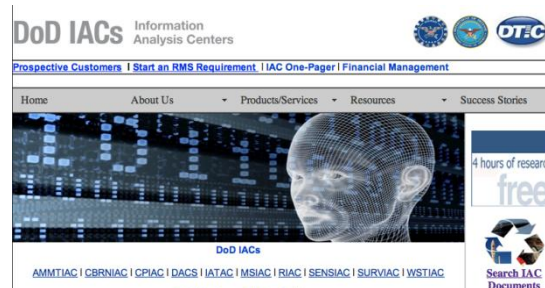 DoD IACs Information Analysis Centers
DTIC
Prospective Customers | Start an RMS Requirement | IAC One-Pager | Financial Management
Home About Us Products/Services Resources Success Stories
4 hours of research
free
DoD IACs
AMMTIAC | CBRNIAC | CPIAC | DACS | IATAC | MSIAC | RIAC | SENSIAC | SURVIAC | WSTIAC
Search IAC
Documents